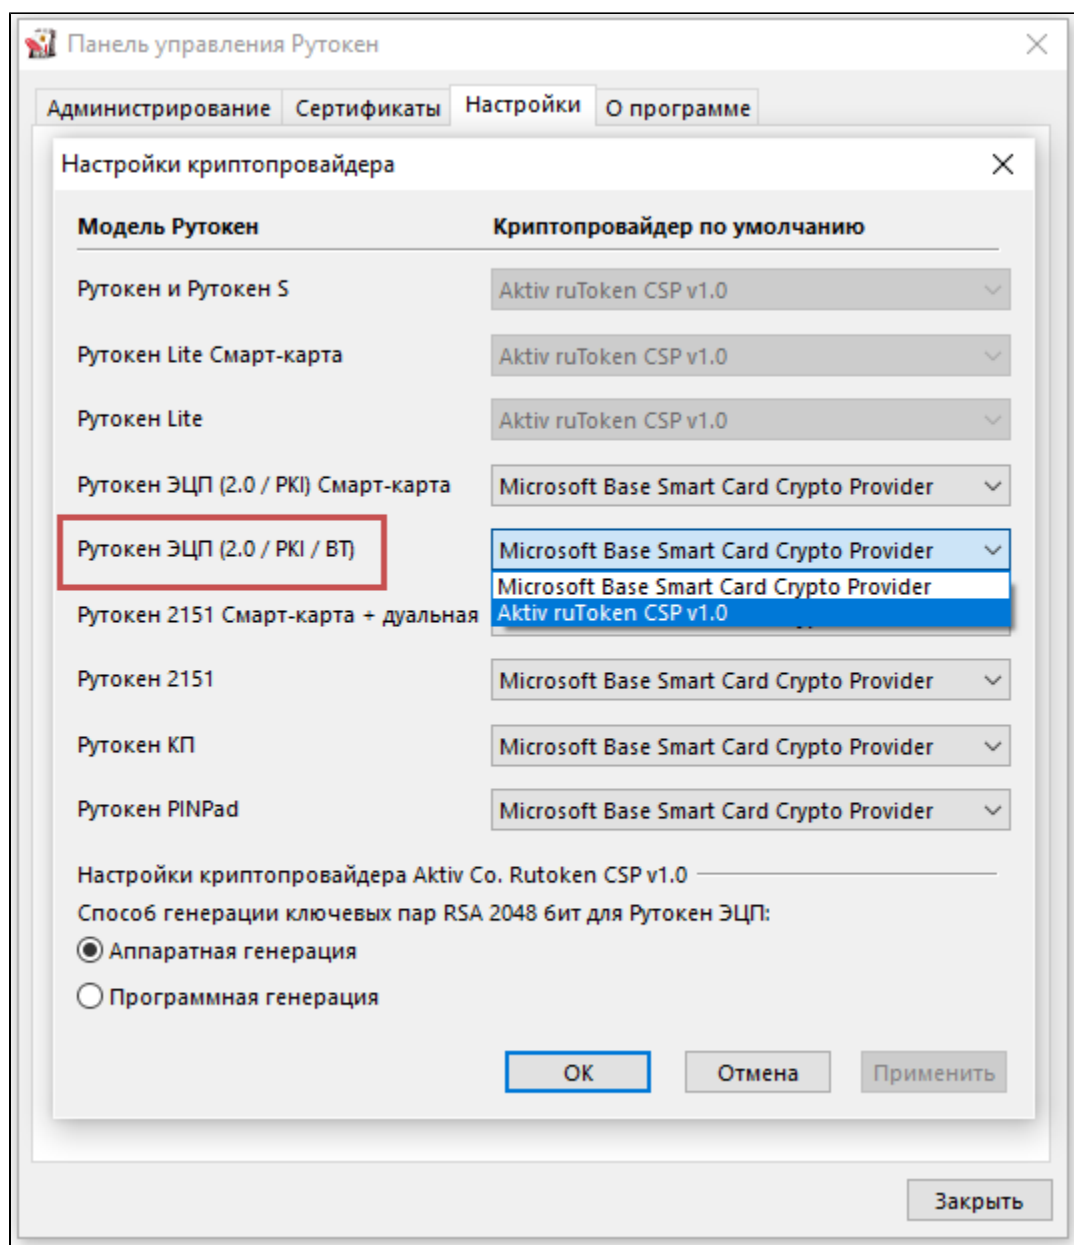 Панель управления Рутокен
Администрирование Сертификаты Настройки О программе
Настройки криптопровайдера
Модель Рутокен Криптопровайдер по умолчанию
Рутокен и Рутокен S Aktiv ruToken CSP v1.0
Рутокен Lite Смарт-карта Aktiv ruToken CSP v1.0
Рутокен Lite Aktiv ruToken CSP v1.0
Рутокен ЭЦП (2.0 / PKI) Смарт-карта Microsoft Base Smart Card Crypto Provider
Рутокен ЭЦП (2.0 / PKI / BT) Microsoft Base Smart Card Crypto Provider
Microsoft Base Smart Card Crypto Provider
Рутокен 2151 Смарт-карта + дуальная Aktiv ruToken CSP v1.0
Рутокен 2151 Microsoft Base Smart Card Crypto Provider
Рутокен КП Microsoft Base Smart Card Crypto Provider
Рутокен PINPad Microsoft Base Smart Card Crypto Provider
Настройки криптопровайдера Aktiv Co. Rutoken CSP v1.0
Способ генерации ключевых пар RSA 2048 бит для Рутокен ЭЦП:
Аппаратная генерация
Программная генерация
ОК Отмена Применить
Закрыть